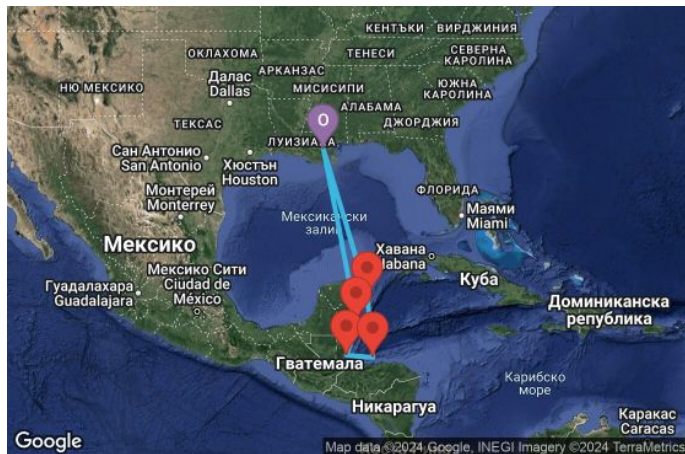 КЕНТЪКИ
ВИРДЖИНИЯ
ОКЛАХОМА
ТЕНЕСИ
СЕВЕРНА
КАРОЛИНА
НЮ МЕКСИКО
Далас
Dallas
АРКАНЗАС
МИСИСИПИ
ЮЖНА
КАРОЛИНА
АЛАБАМА
ТЕКСАС
O
ДЖОРДЖИЯ
ЛУИЗИАНА
Сан Антонио
San Antonio
Хюстън
Houston
Монтерей
Monterrey
ФЛОРИДА
Маями
Miami
Мексикански
залив
Мексико
Хавана
Habana
Куба
Гуадалахара
Guadalajara
Мексико Сити
Ciudad de
México
Доминиканска
република
Гватемала
Карибско
море
Никарагуа
Каракас
Caracas
Google
Map data ©2024 Google, INEGI Imagery ©2024 TerraMetrics